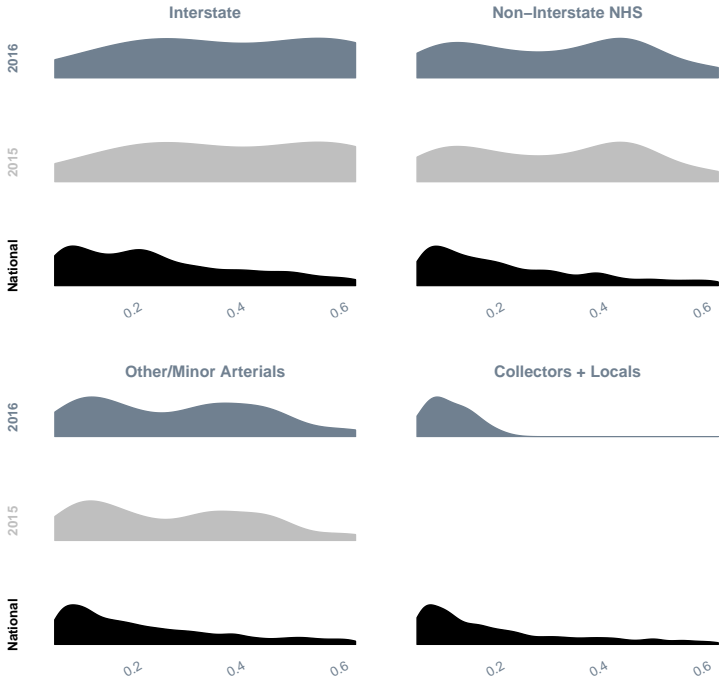 Interstate
Non−Interstate NHS
2016
2015
National
0.2
0.4
0.6
0.2
0.4
0.6
Other/Minor Arterials
Collectors + Locals
2016
2015
National
0.2
0.4
0.6
0.2
0.4
0.6